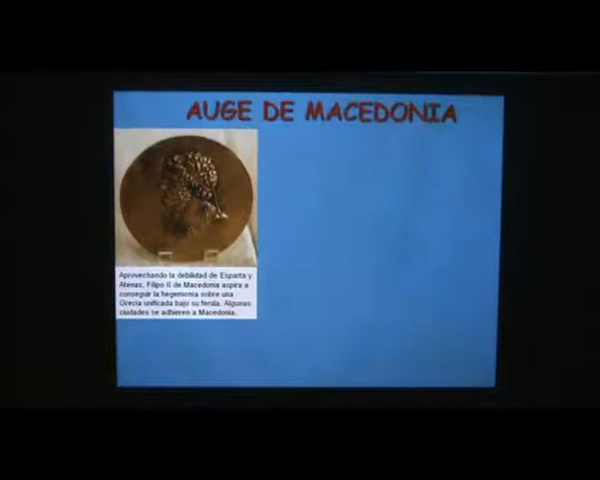 AUGE DE MACEDONIA
Aprovechando la debilidad de Esparta y
Atenas, Filipo II de Macedonia aspira a
conseguir la hegemonía sobre una
Grecia unificada bajo su férula. Algunas
ciudades se adhieren a Macedonia.